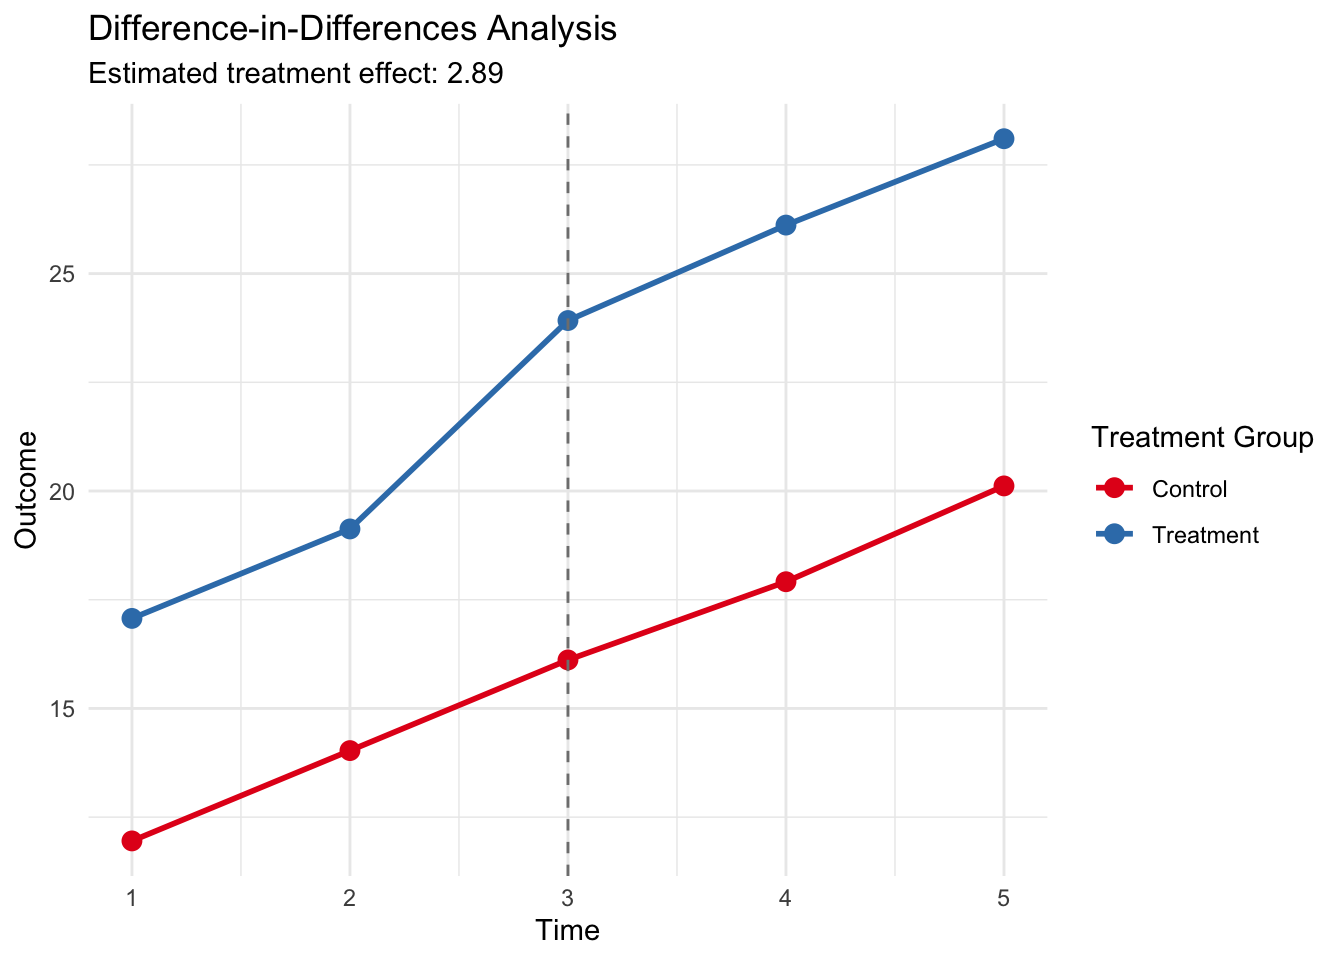 Difference-in-Differences Analysis
Estimated treatment effect: 2.89
Outcome
25
20
15
1 2 3 4 5
Time
Treatment Group
Control
Treatment